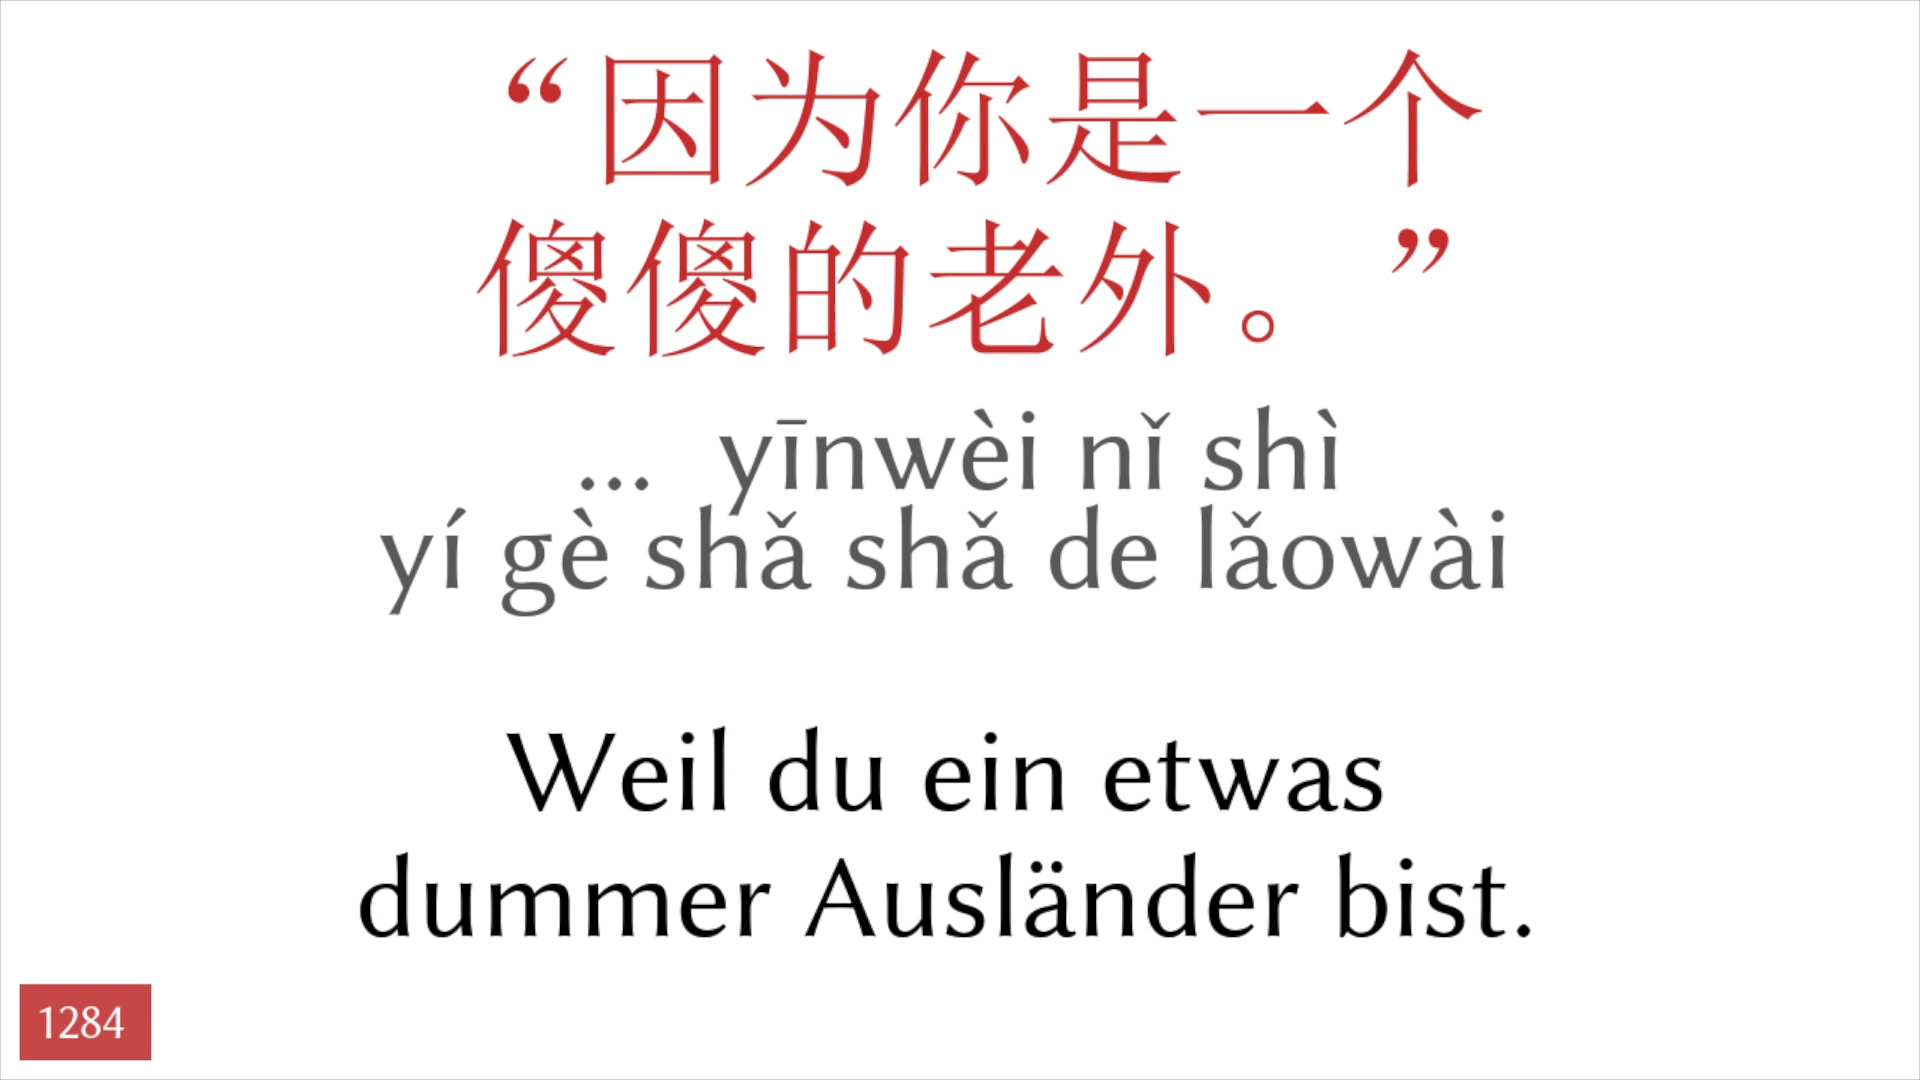 “因为你是一个
傻傻的老外。”
... yīnwèi nǐ shì
yí gè shǎ shǎ de lǎowài
Weil du ein etwas
dummer Ausländer bist.
1284